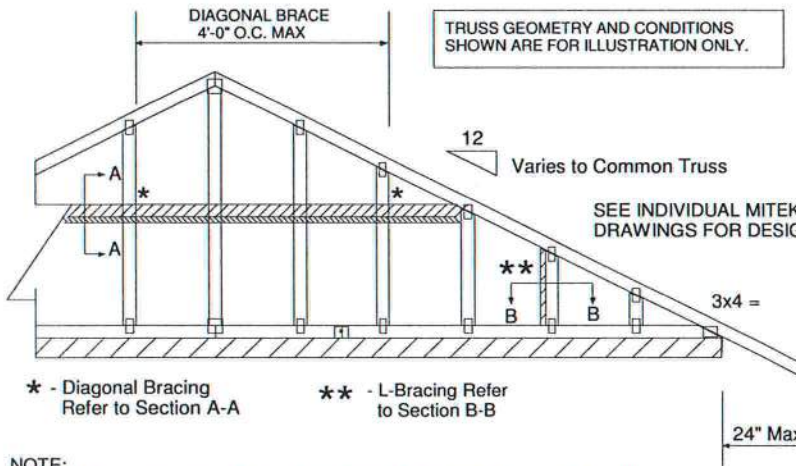 DIAGONAL BRACE
4'-0" O.C. MAX
TRUSS GEOMETRY AND CONDITIONS
SHOWN ARE FOR ILLUSTRATION ONLY.
12
Varies to Common Truss
A
*
*
A
SEE INDIVIDUAL MITEK
DRAWINGS FOR DESIG
**
B
B
3x4 =
* - Diagonal Bracing
Refer to Section A-A
** - L-Bracing Refer
to Section B-B
24" Max
NOTE: